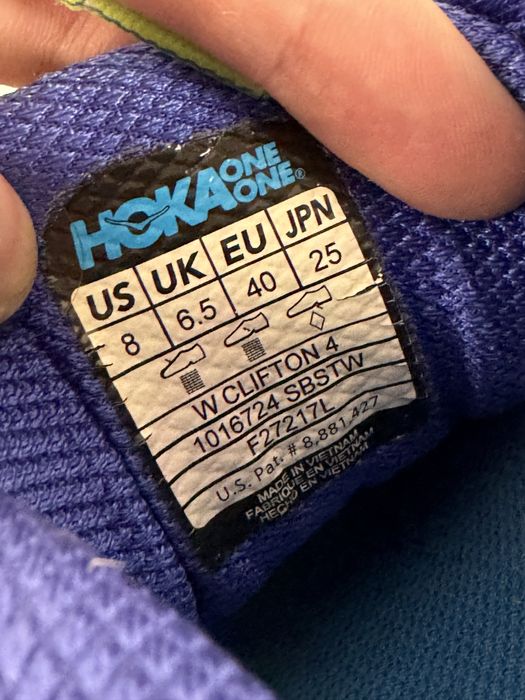 HOKA ONE ONE®
US UK EU JPN
8 6.5 40 25
W CLIFTON 4
1016724 SBSTW
F27217L
U.S. Pat. # 8,881,427
MADE IN VIETNAM
FABRIQUE EN VIETNAM
HECHO EN VIETNAM